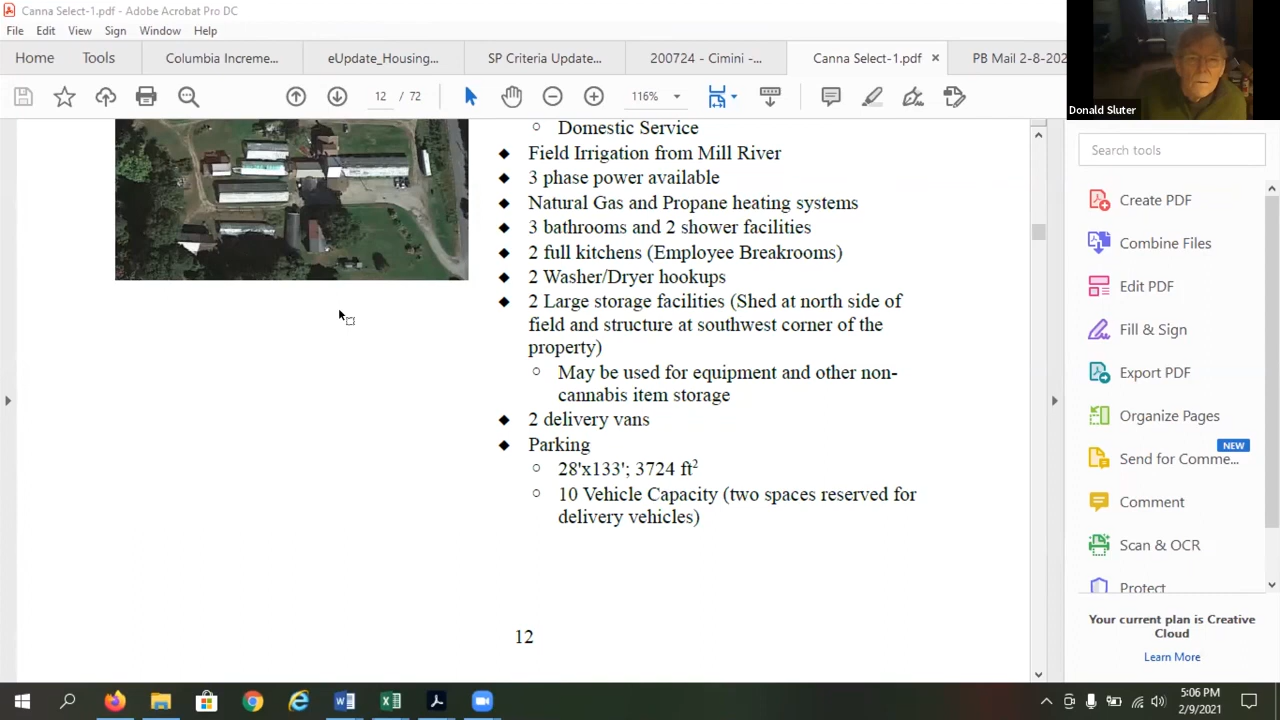 Canna Select-1.pdf - Adobe Acrobat Pro DC
File Edit View Sign Window Help
Home Tools Columbia Increme... eUpdate_Housing... SP Criteria Update... 200724 - Cimini -... Canna Select-1.pdf × PB Mail 2-8-202
12 / 72 116%
Donald Sluter
Domestic Service
Field Irrigation from Mill River
3 phase power available
Natural Gas and Propane heating systems
3 bathrooms and 2 shower facilities
2 full kitchens (Employee Breakrooms)
2 Washer/Dryer hookups
2 Large storage facilities (Shed at north side of
field and structure at southwest corner of the
property)
May be used for equipment and other non-
cannabis item storage
2 delivery vans
Parking
28'x133'; 3724 ft²
10 Vehicle Capacity (two spaces reserved for
delivery vehicles)
12
Search tools
Create PDF
Combine Files
Edit PDF
Fill & Sign
Export PDF
Organize Pages
NEW
Send for Comme...
Comment
Scan & OCR
Protect
Your current plan is Creative
Cloud
Learn More
5:06 PM
2/9/2021